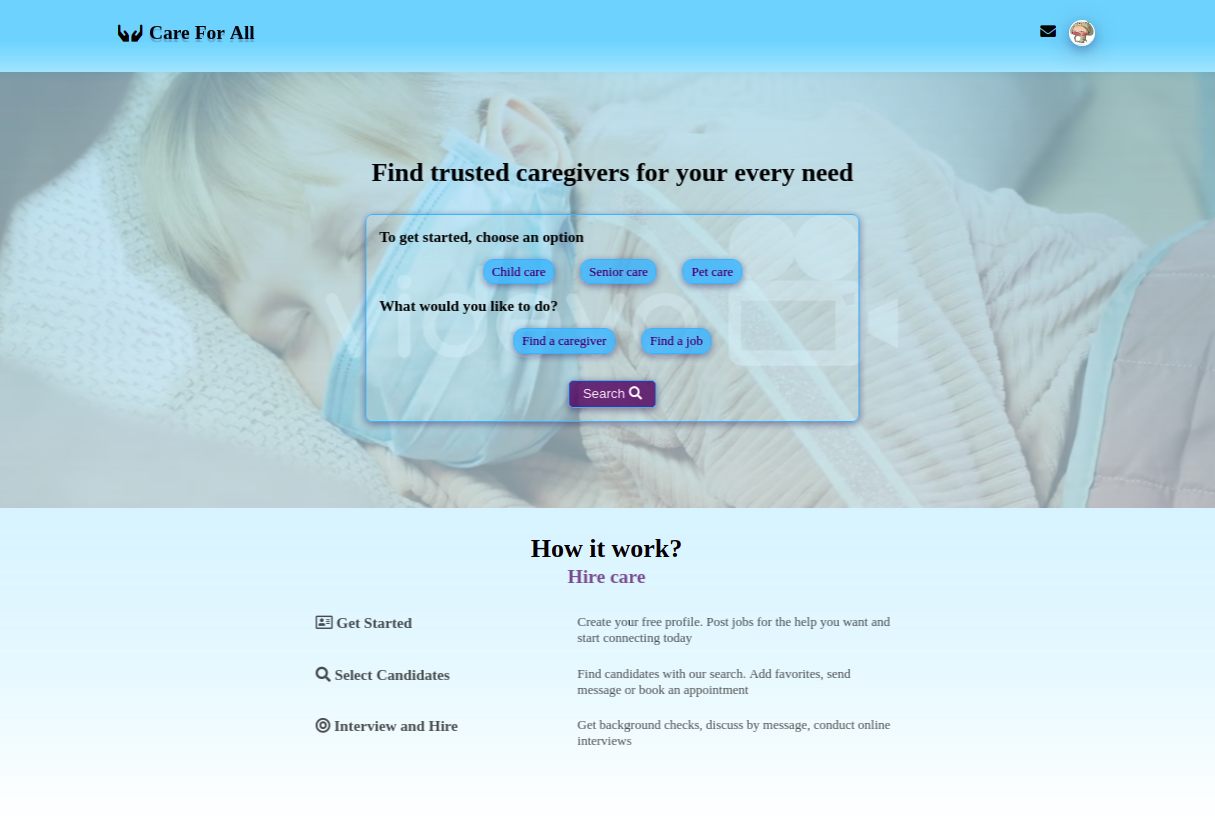 Care For All
Find trusted caregivers for your every need
To get started, choose an option
Child care Senior care Pet care
What would you like to do?
Find a caregiver Find a job
Search
How it work?
Hire care
Get Started
Create your free profile. Post jobs for the help you want and
start connecting today
Select Candidates
Find candidates with our search. Add favorites, send
message or book an appointment
Interview and Hire
Get background checks, discuss by message, conduct online
interviews